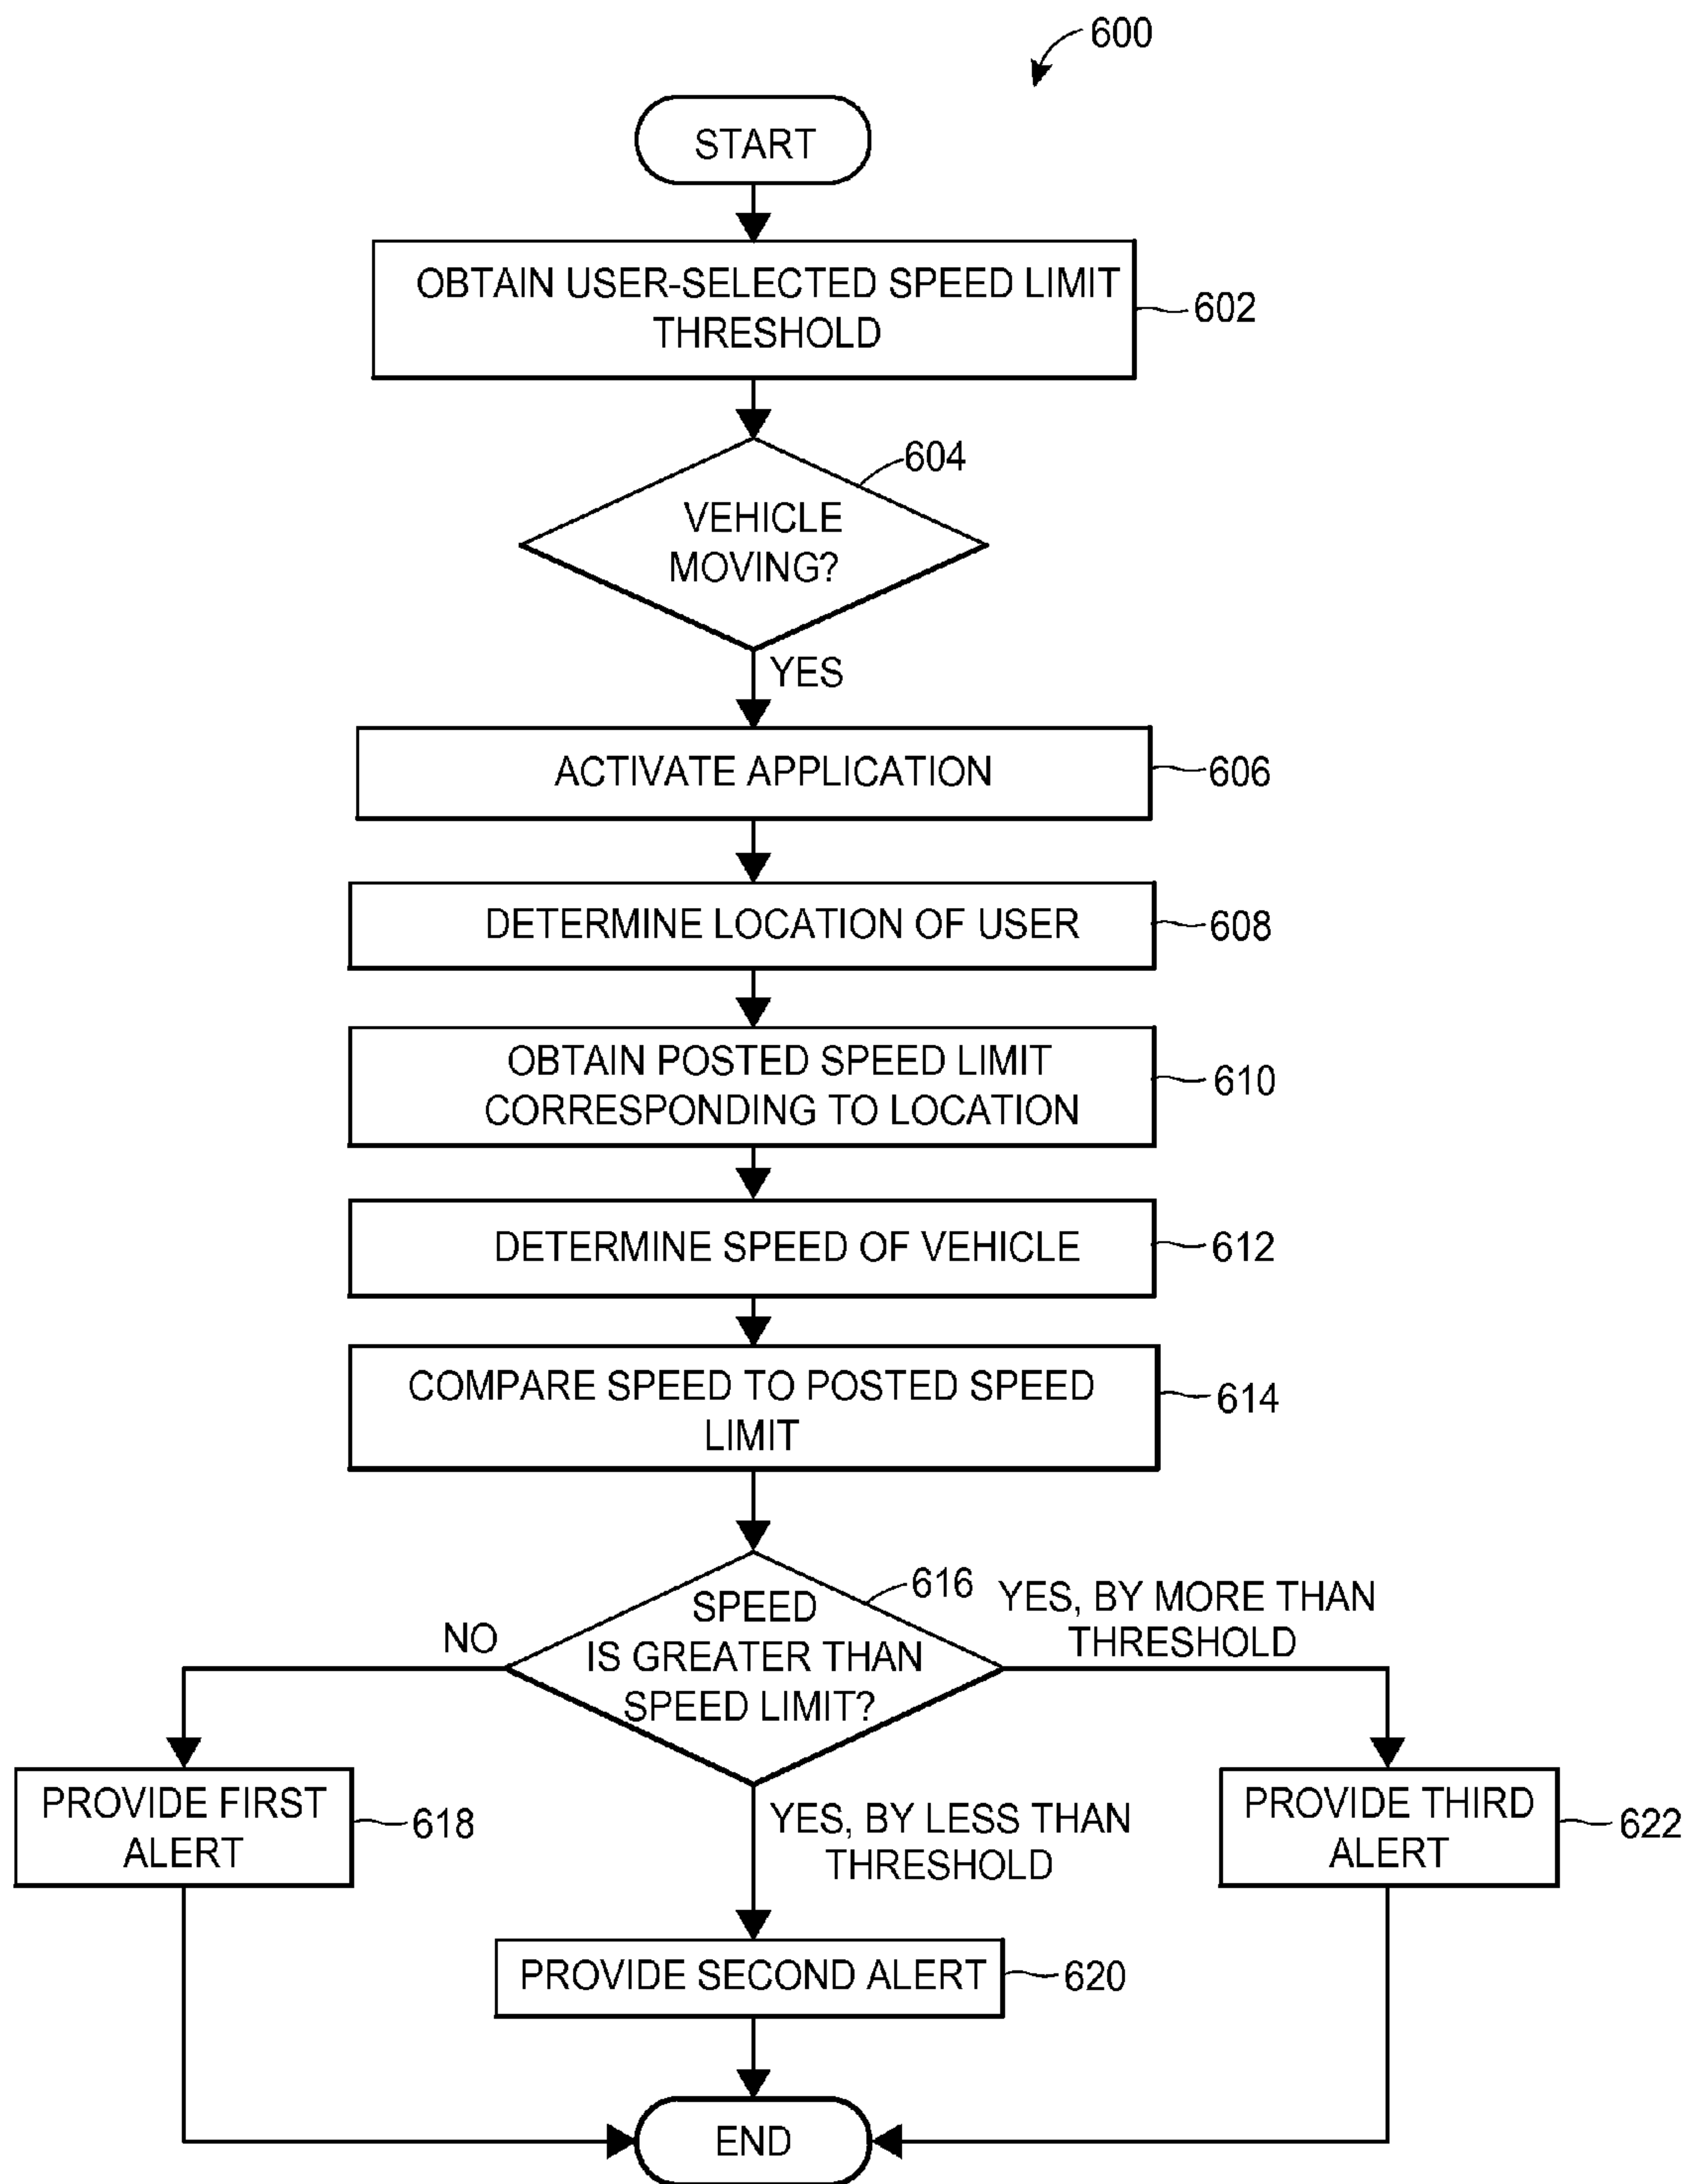 600
START
OBTAIN USER-SELECTED SPEED LIMIT
THRESHOLD
602
604
VEHICLE
MOVING?
YES
ACTIVATE APPLICATION
606
DETERMINE LOCATION OF USER
608
OBTAIN POSTED SPEED LIMIT
CORRESPONDING TO LOCATION
610
DETERMINE SPEED OF VEHICLE
612
COMPARE SPEED TO POSTED SPEED
LIMIT
614
616
SPEED
IS GREATER THAN
SPEED LIMIT?
NO
YES, BY MORE THAN
THRESHOLD
PROVIDE FIRST
ALERT
618
YES, BY LESS THAN
THRESHOLD
PROVIDE THIRD
ALERT
622
PROVIDE SECOND ALERT
620
END